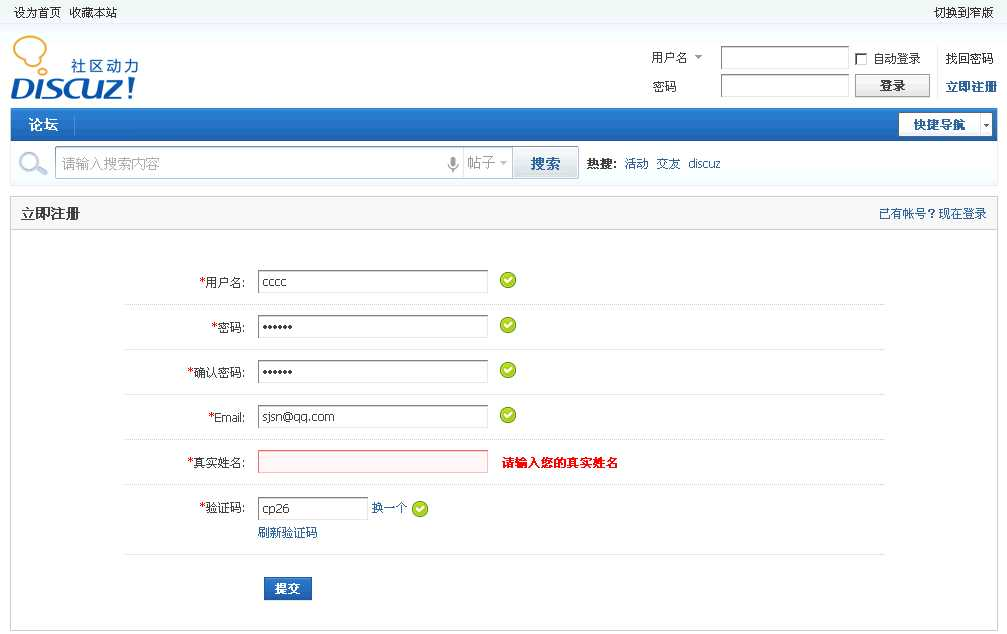 设为首页 收藏本站 切换到窄版
社区动力
DISCUZ!
用户名 自动登录 找回密码
密码 登录 立即注册
论坛 快捷导航
请输入搜索内容 帖子 搜索 热搜: 活动 交友 discuz
立即注册 已有帐号？现在登录
*用户名: cccc
*密码: ••••••
*确认密码: ••••••
*Email: sjsn@qq.com
*真实姓名: 请输入您的真实姓名
*验证码: cp26 换一个
刷新验证码
提交